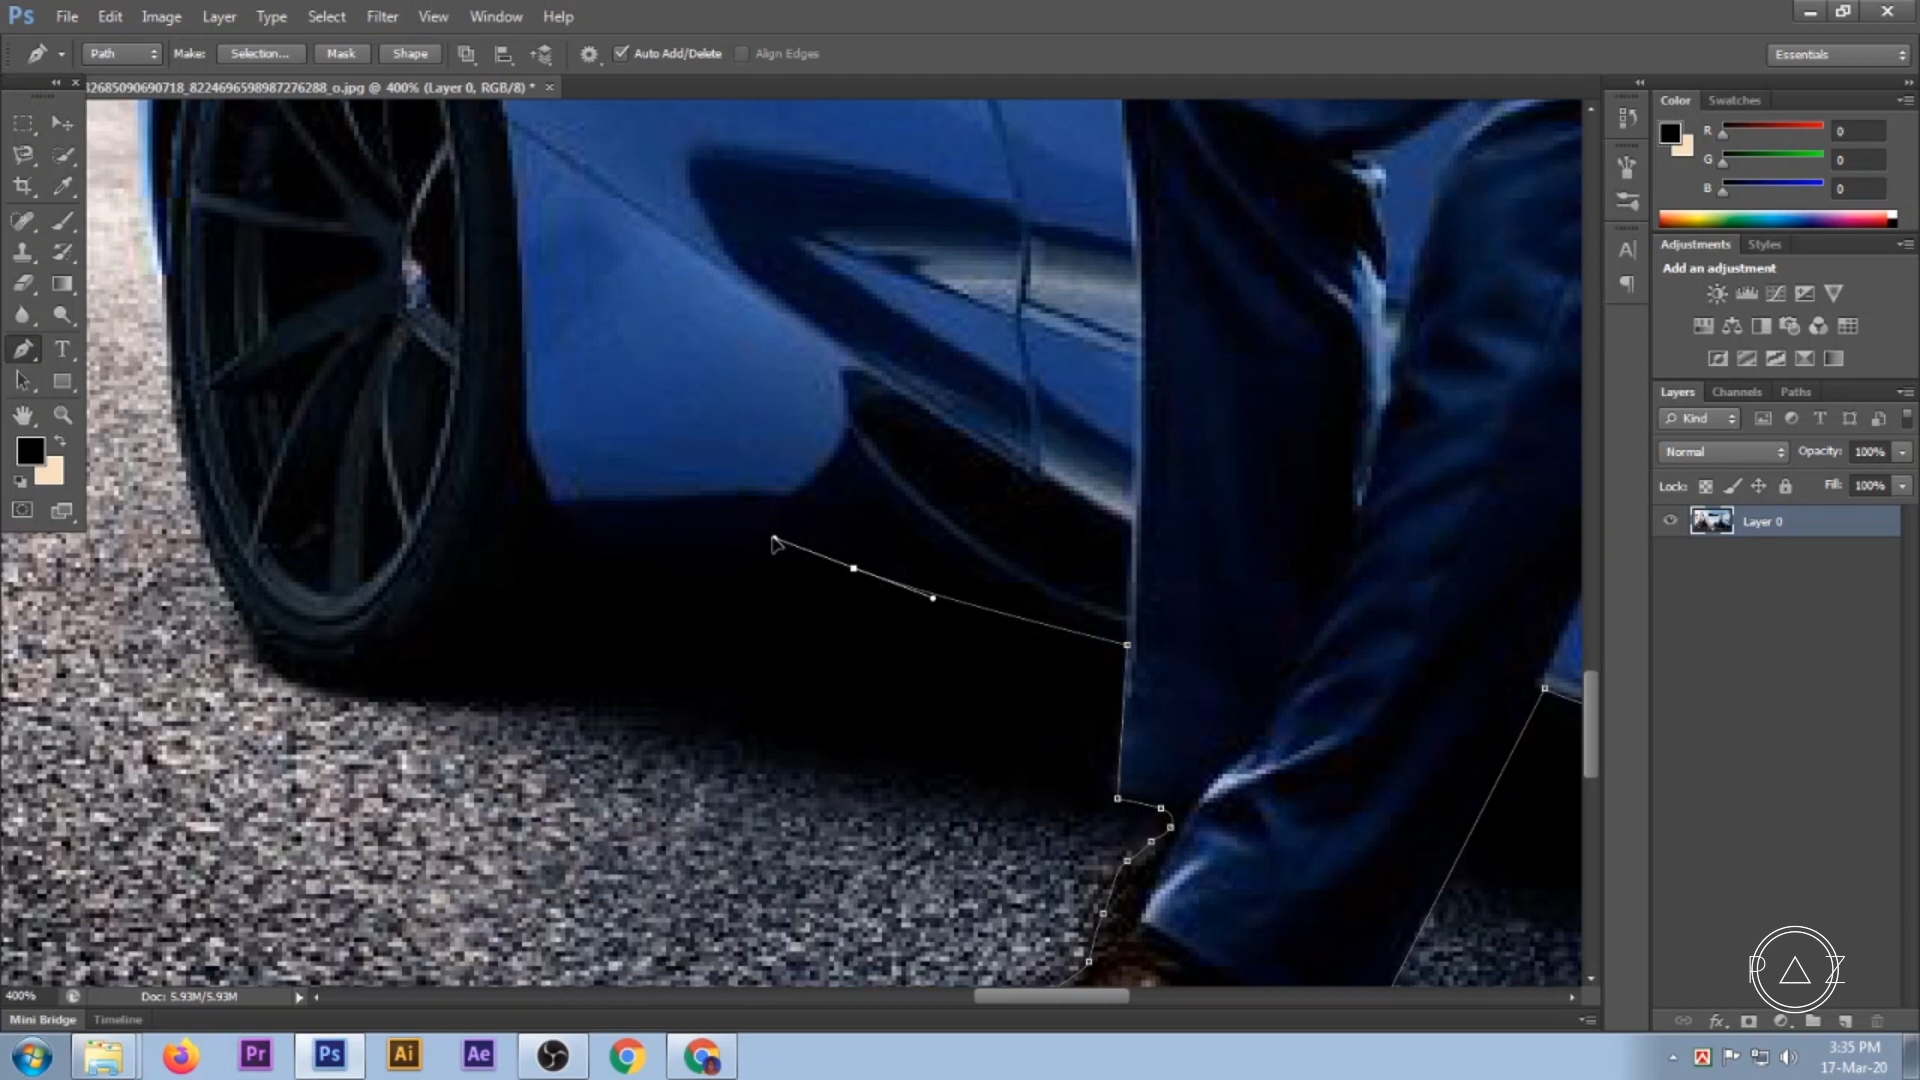 Ps File Edit Image Layer Type Select Filter View Window Help
Path Make: Selection... Mask Shape Auto Add/Delete Align Edges Essentials
32685090690718_8224696598987276288_o.jpg @ 400% (Layer 0, RGB/8) *
Color Swatches
R 0
G 0
B 0
Adjustments Styles
Add an adjustment
Layers Channels Paths
Kind
Normal Opacity: 100%
Lock: Fill: 100%
Layer 0
P Z
400% Doc: 5.93M/5.93M
Mini Bridge Timeline
Pr Ps Ai Ae
3:35 PM
17-Mar-20